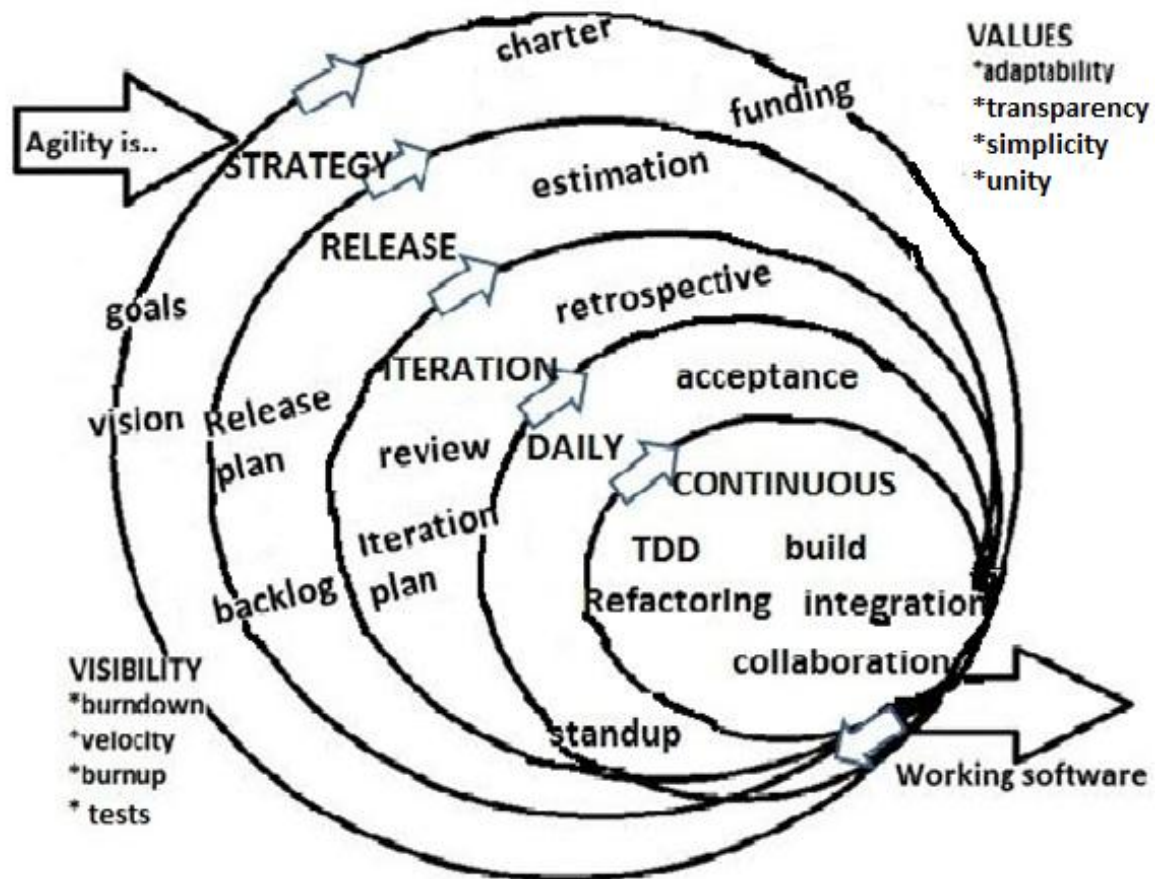 charter
funding
VALUES
*adaptability
*transparency
*simplicity
*unity
Agility is..
STRATEGY
estimation
RELEASE
goals
retrospective
ITERATION
acceptance
vision
Release
plan
review
DAILY
CONTINUOUS
Iteration
plan
TDD
build
backlog
Refactoring
integration
collaboration
VISIBILITY
*burndown
*velocity
*burnup
* tests
standup
Working software